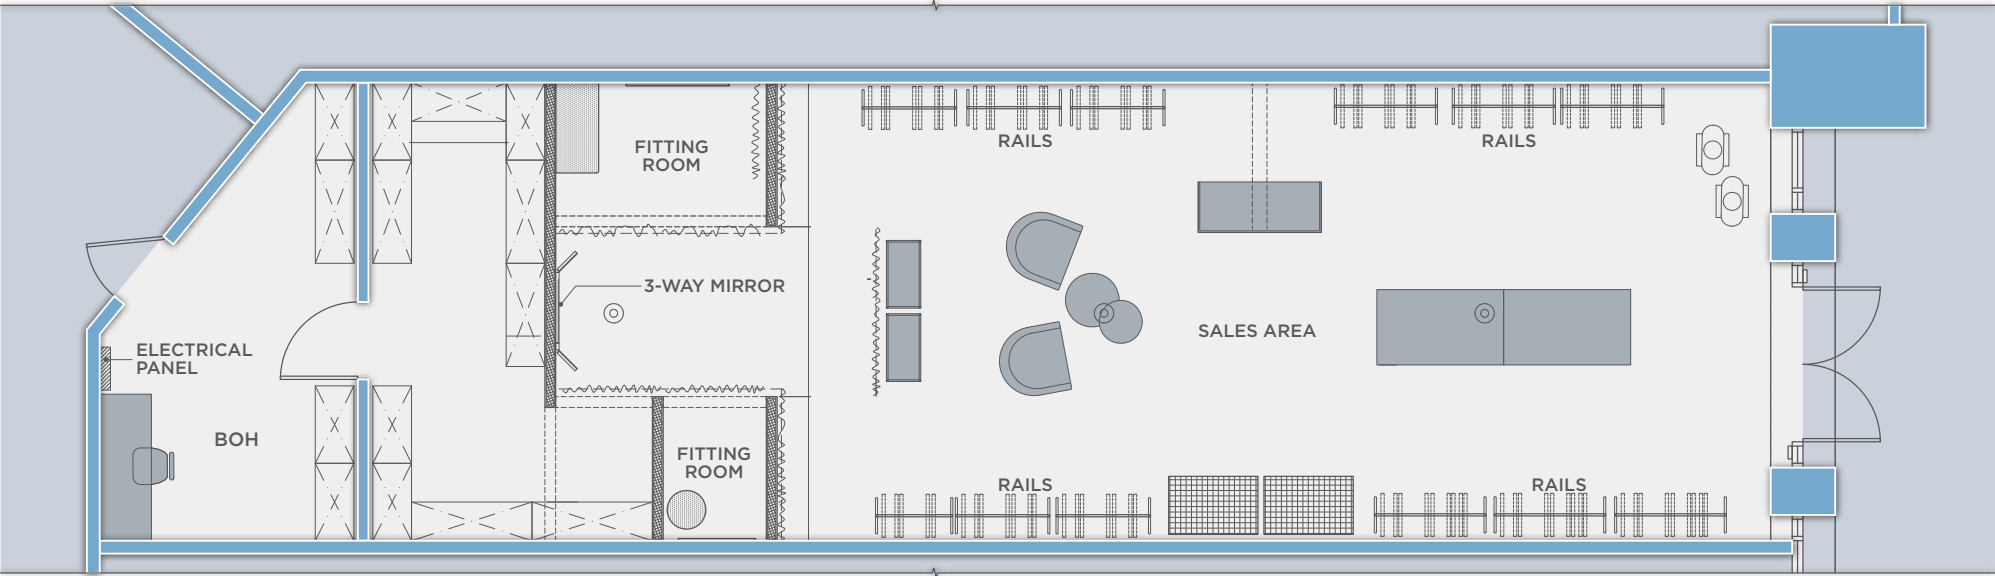 FITTING
ROOM
RAILS
RAILS
3-WAY MIRROR
SALES AREA
ELECTRICAL
PANEL
BOH
FITTING
ROOM
RAILS
RAILS